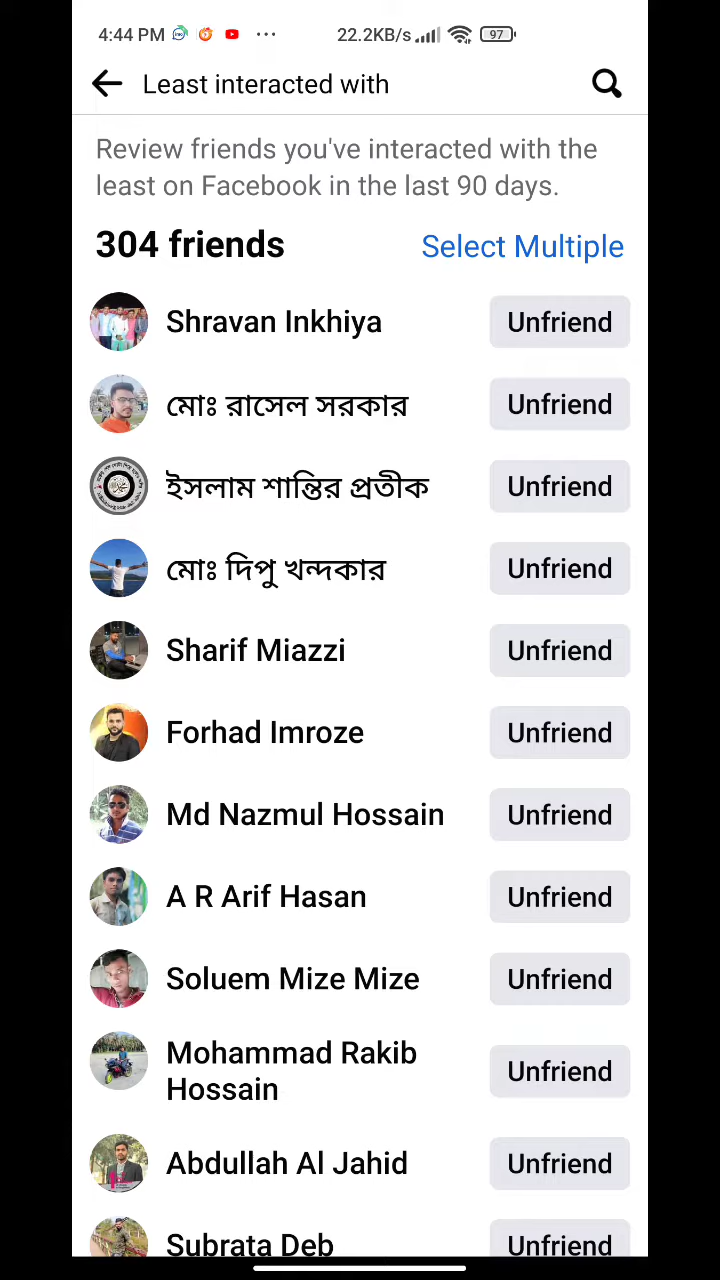 4:44 PM
22.2KB/s
97
Least interacted with
Review friends you've interacted with the
least on Facebook in the last 90 days.
304 friends
Select Multiple
Shravan Inkhiya
Unfriend
মোঃ রাসেল সরকার
Unfriend
ইসলাম শান্তির প্রতীক
Unfriend
মোঃ দিপু খন্দকার
Unfriend
Sharif Miazzi
Unfriend
Forhad Imroze
Unfriend
Md Nazmul Hossain
Unfriend
A R Arif Hasan
Unfriend
Soluem Mize Mize
Unfriend
Mohammad Rakib
Hossain
Unfriend
Abdullah Al Jahid
Unfriend
Subrata Deb
Unfriend